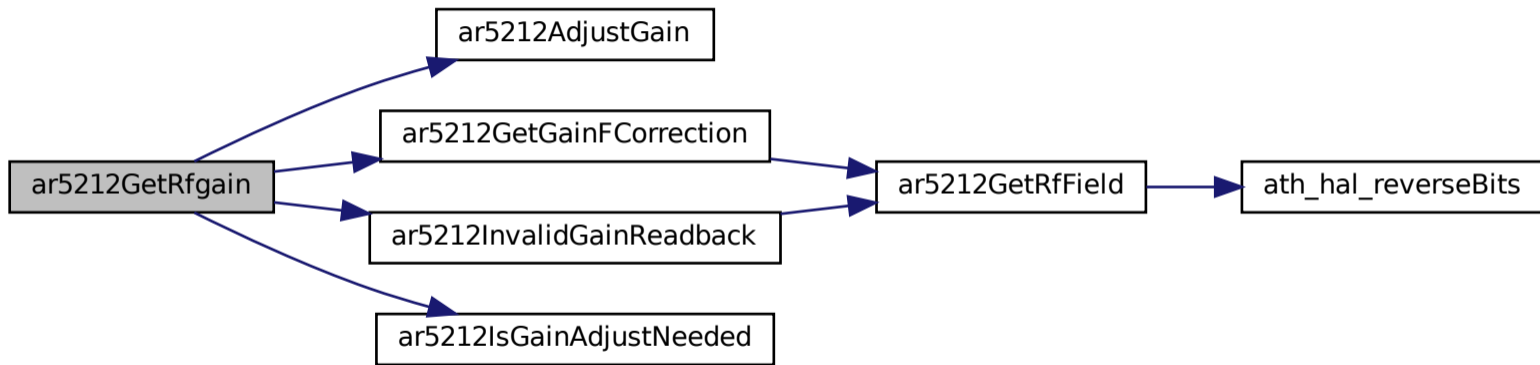 ar5212AdjustGain
ar5212GetGainFCorrection
ar5212GetRfgain
ar5212GetRfField
ath_hal_reverseBits
ar5212InvalidGainReadback
ar5212IsGainAdjustNeeded